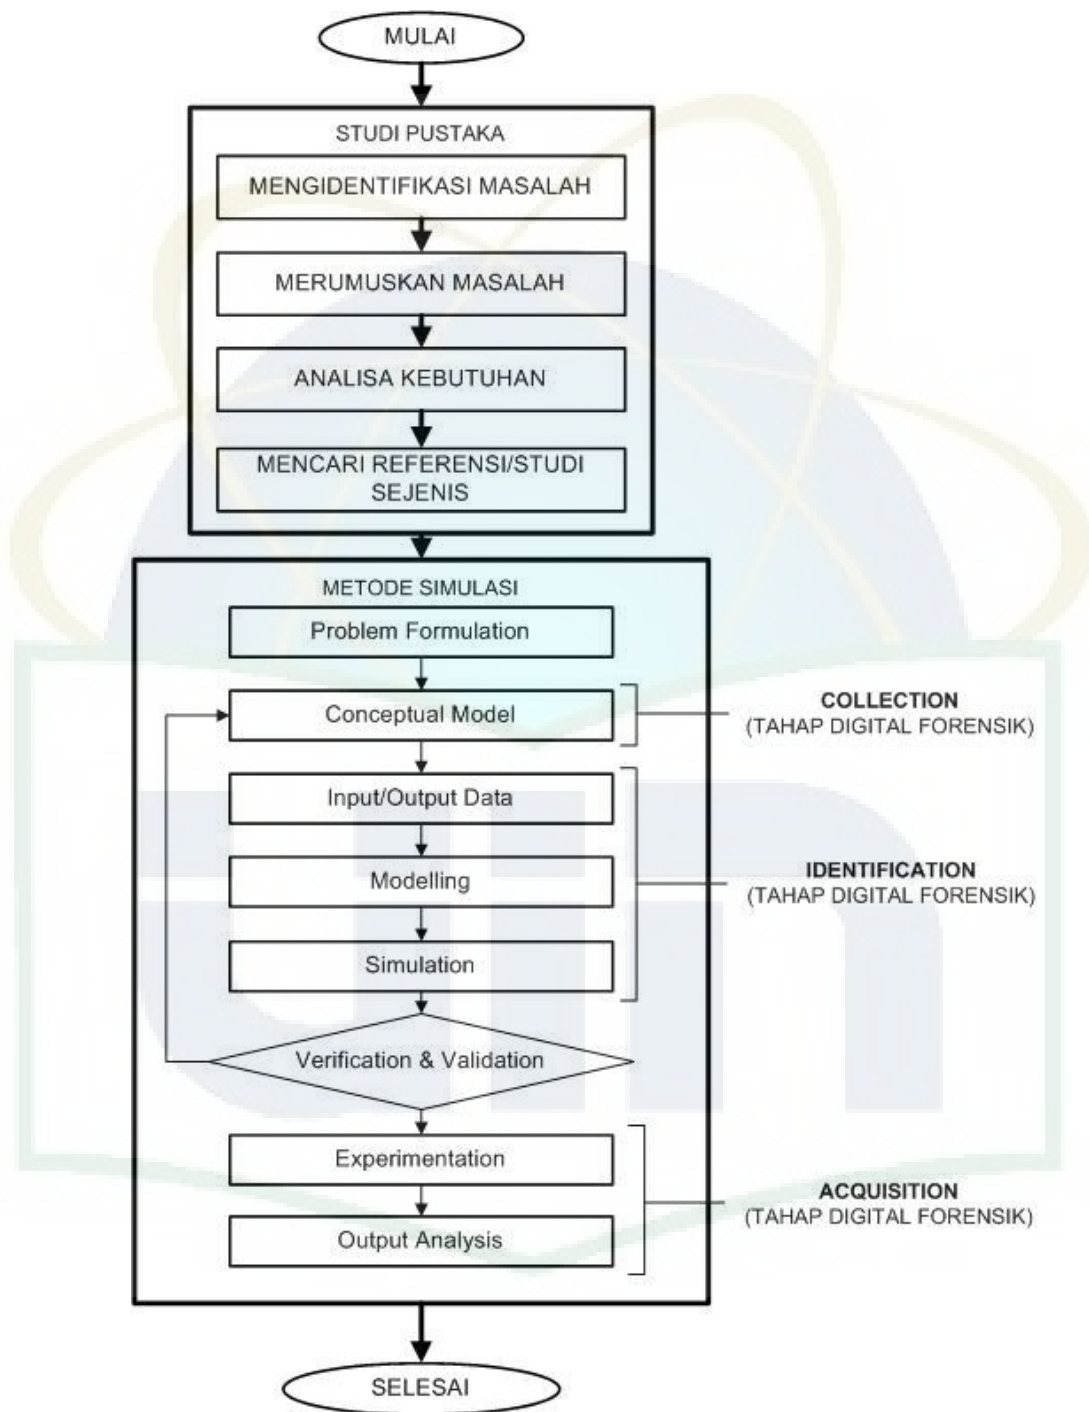 MULAI
STUDI PUSTAKA
MENGIDENTIFIKASI MASALAH
MERUMUSKAN MASALAH
ANALISA KEBUTUHAN
MENCARI REFERENSI/STUDI
SEJENIS
METODE SIMULASI
Problem Formulation
Conceptual Model
COLLECTION
(TAHAP DIGITAL FORENSIK)
Input/Output Data
Modelling
Simulation
IDENTIFICATION
(TAHAP DIGITAL FORENSIK)
Verification & Validation
Experimentation
Output Analysis
ACQUISITION
(TAHAP DIGITAL FORENSIK)
SELESAI
uin